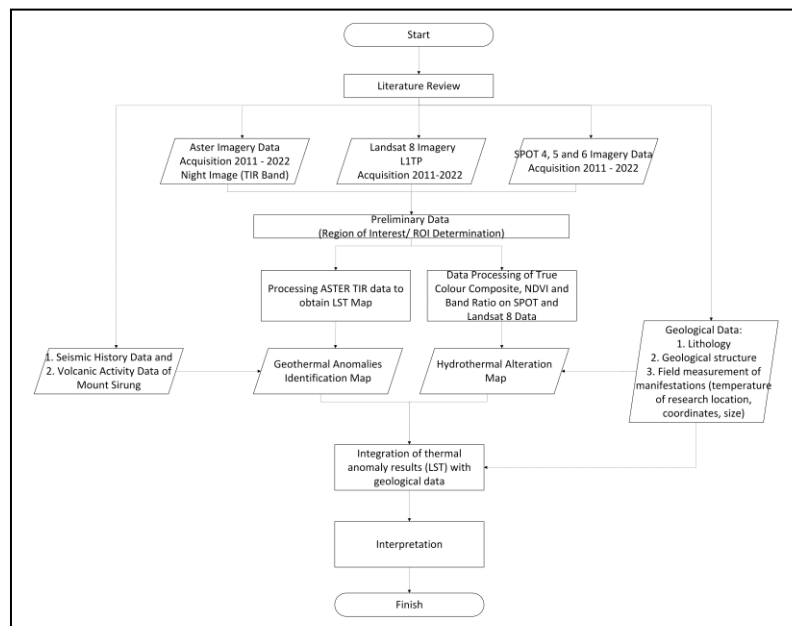 Start
Literature Review
Aster Imagery Data
Acquisition 2011 - 2022
Night Image (TIR Band)
Landsat 8 Imagery
L1TP
Acquisition 2011-2022
SPOT 4, 5 and 6 Imagery Data
Acquisition 2011 - 2022
Preliminary Data
(Region of Interest/ ROI Determination)
Processing ASTER TIR data to
obtain LST Map
Data Processing of True
Colour Composite, NDVI and
Band Ratio on SPOT and
Landsat 8 Data
1. Seismic History Data and
2. Volcanic Activity Data of
Mount Sirung
Geothermal Anomalies
Identification Map
Hydrothermal Alteration
Map
Geological Data:
1. Lithology
2. Geological structure
3. Field measurement of
manifestations (temperature
of research location,
coordinates, size)
Integration of thermal
anomaly results (LST) with
geological data
Interpretation
Finish